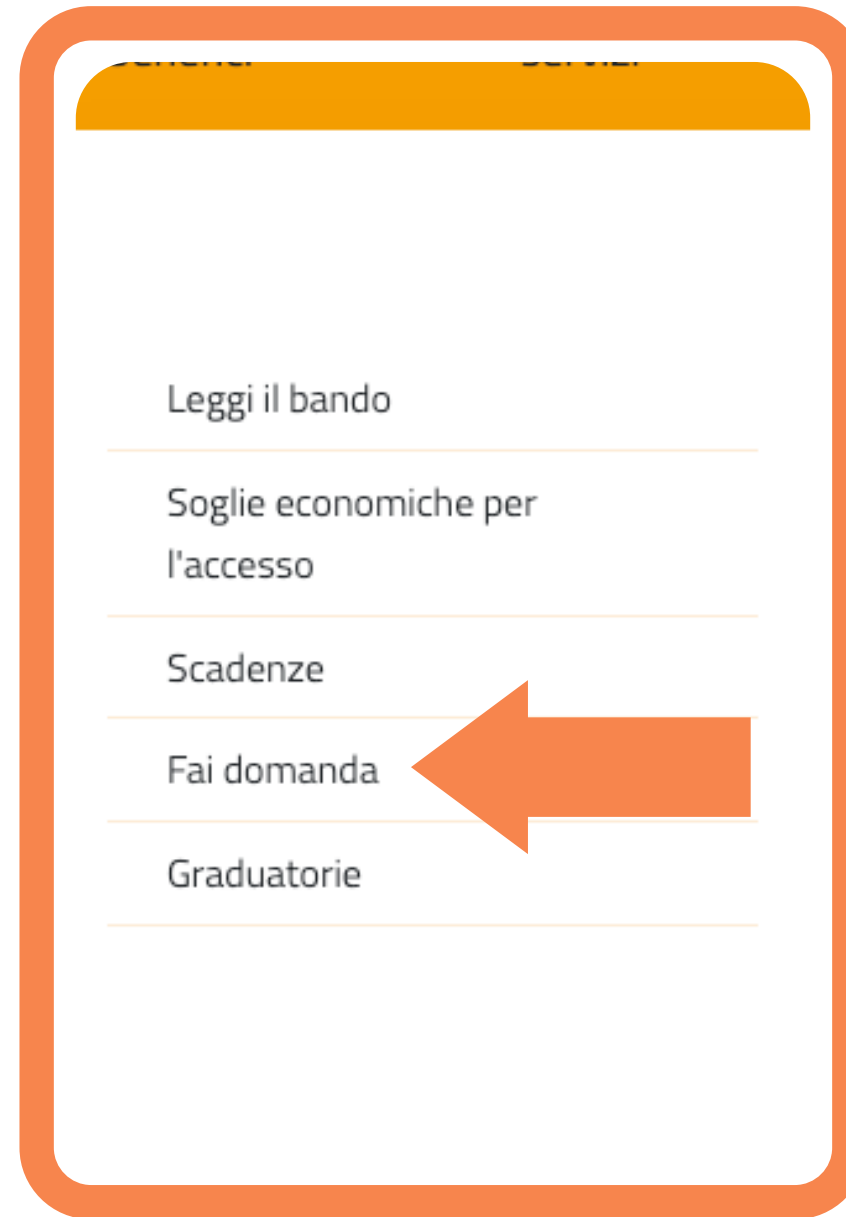 Leggi il bando
Soglie economiche per
l'accesso
Scadenze
Fai domanda
Graduatorie